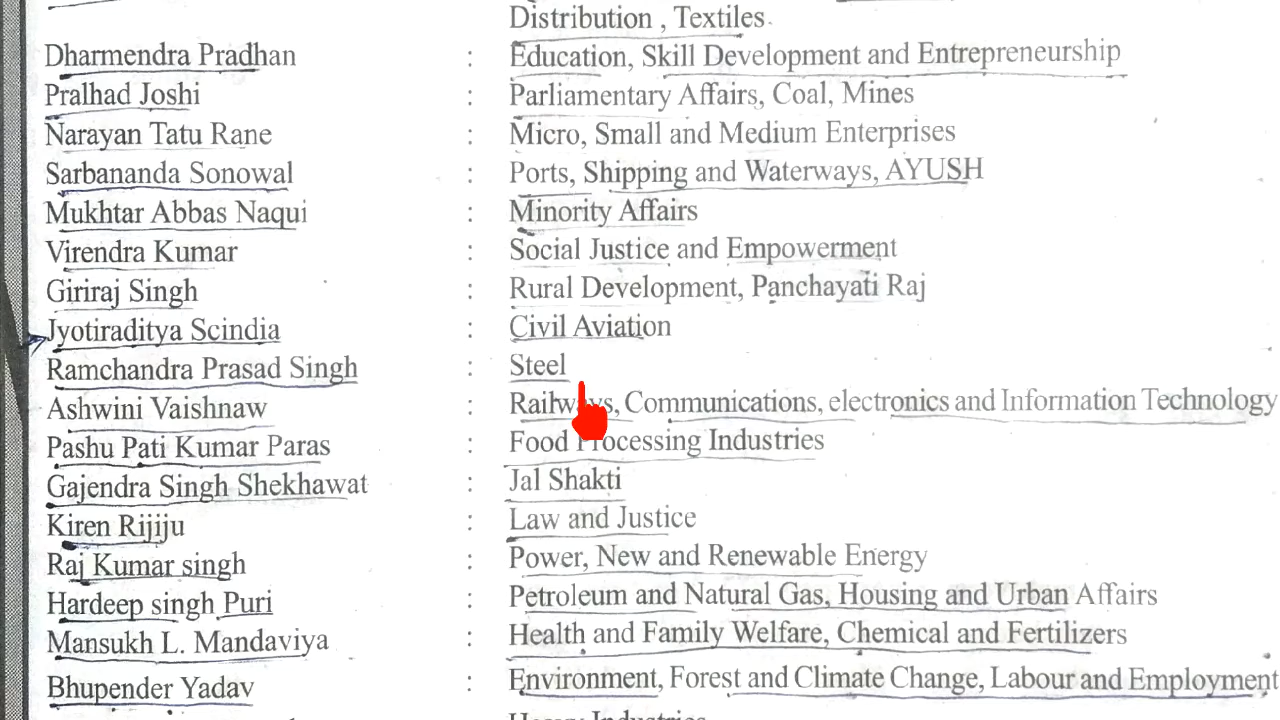 Distribution , Textiles.
Dharmendra Pradhan : Education, Skill Development and Entrepreneurship
Pralhad Joshi : Parliamentary Affairs, Coal, Mines
Narayan Tatu Rane : Micro, Small and Medium Enterprises
Sarbananda Sonowal : Ports, Shipping and Waterways, AYUSH
Mukhtar Abbas Naqui : Minority Affairs
Virendra Kumar : Social Justice and Empowerment
Giriraj Singh : Rural Development, Panchayati Raj
Jyotiraditya Scindia : Civil Aviation
Ramchandra Prasad Singh : Steel
Ashwini Vaishnaw : Railways, Communications, electronics and Information Technology
Pashu Pati Kumar Paras : Food Processing Industries
Gajendra Singh Shekhawat : Jal Shakti
Kiren Rijiju : Law and Justice
Raj Kumar singh : Power, New and Renewable Energy
Hardeep singh Puri : Petroleum and Natural Gas, Housing and Urban Affairs
Mansukh L. Mandaviya : Health and Family Welfare, Chemical and Fertilizers
Bhupender Yadav : Environment, Forest and Climate Change, Labour and Employment
Heavy Industries